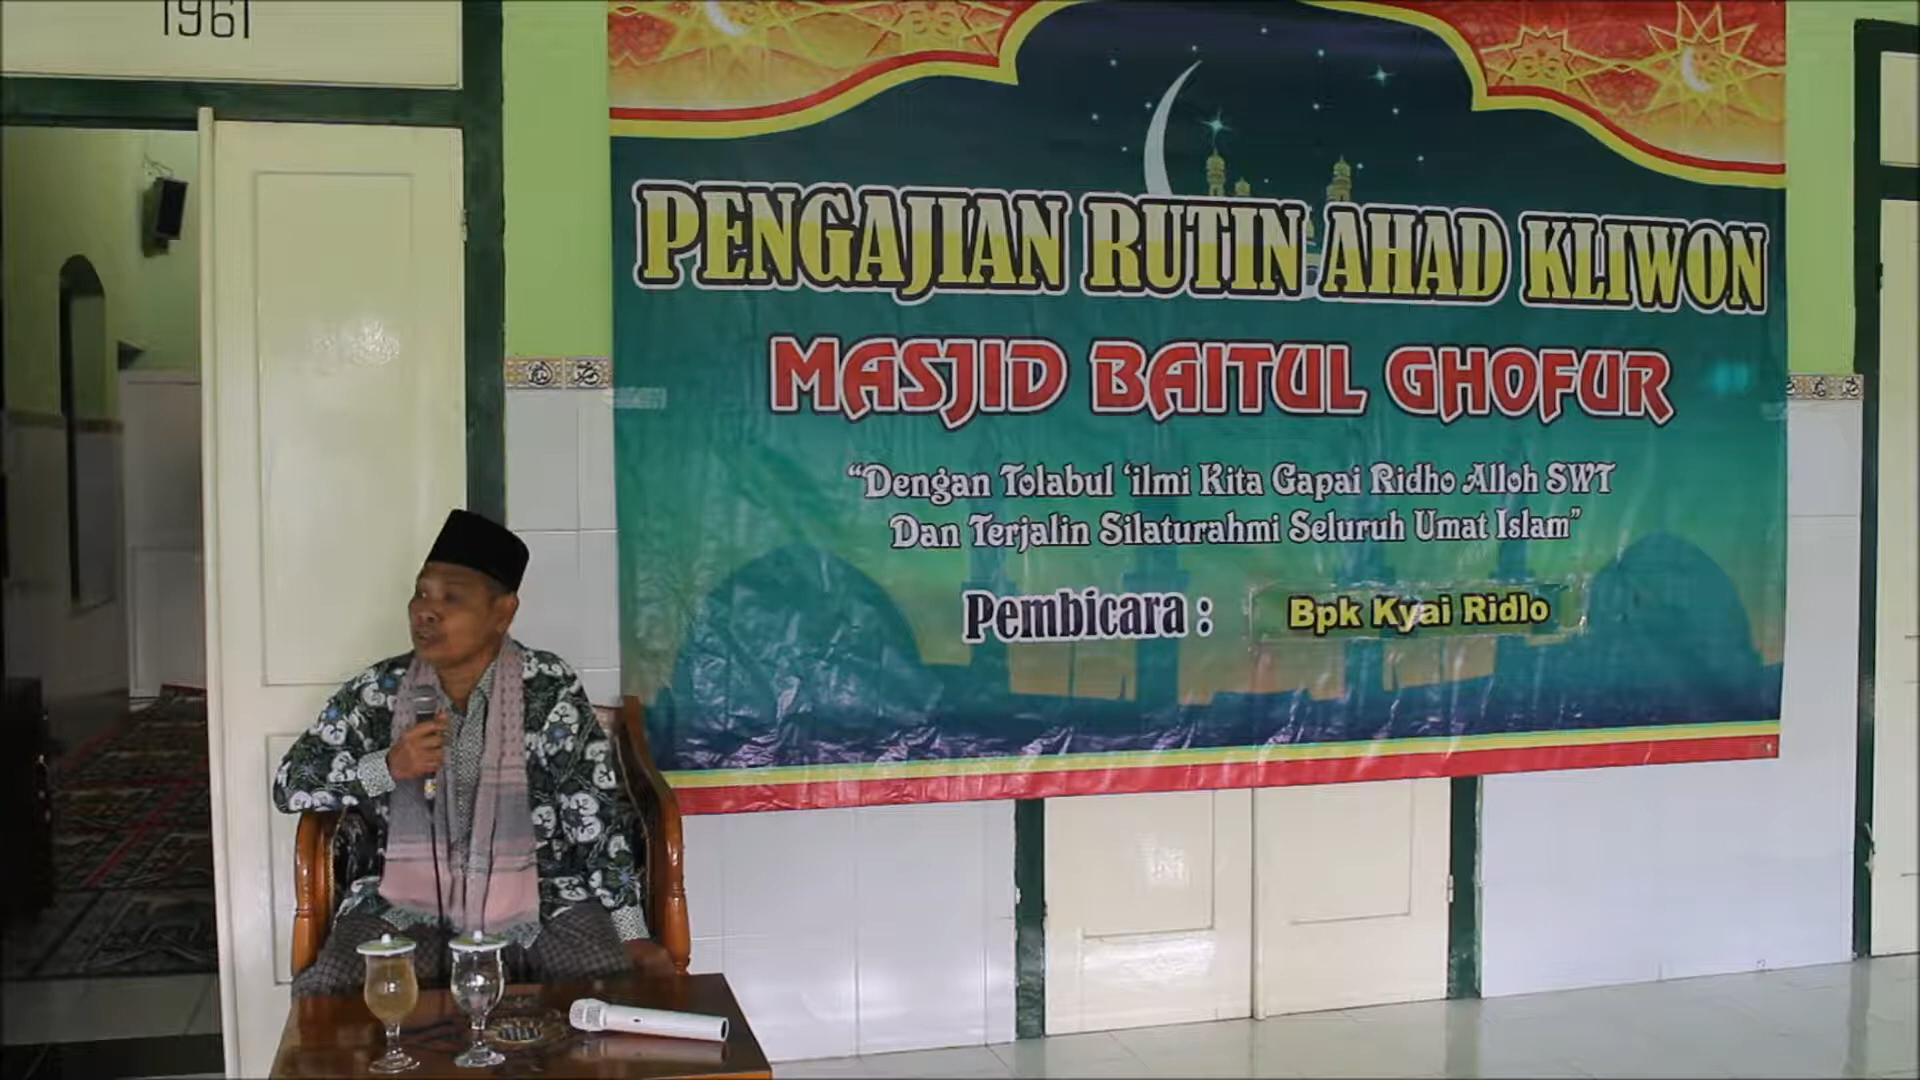 1961
PENGAJIAN RUTIN AHAD KLIWON
MASJID BAITUL GHOFUR
“Dengan Tolabul ‘ilmi Kita Gapai Ridho Alloh SWT
Dan Terjalin Silaturahmi Seluruh Umat Islam”
Pembicara : Bpk Kyai Ridlo